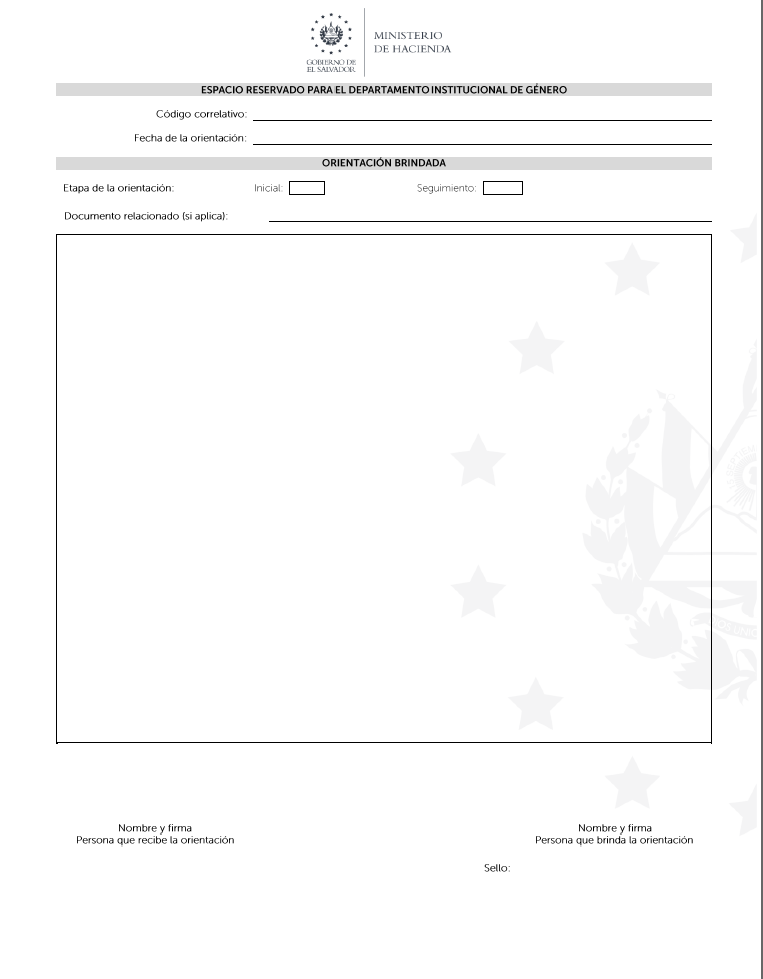 MINISTERIO
DE HACIENDA
GOBIERNO DE
EL SALVADOR
ESPACIO RESERVADO PARA EL DEPARTAMENTO INSTITUCIONAL DE GÉNERO
Código correlativo:
Fecha de la orientación:
ORIENTACIÓN BRINDADA
Etapa de la orientación: Inicial: Seguimiento:
Documento relacionado (si aplica):
Nombre y firma Nombre y firma
Persona que recibe la orientación Persona que brinda la orientación
Sello: